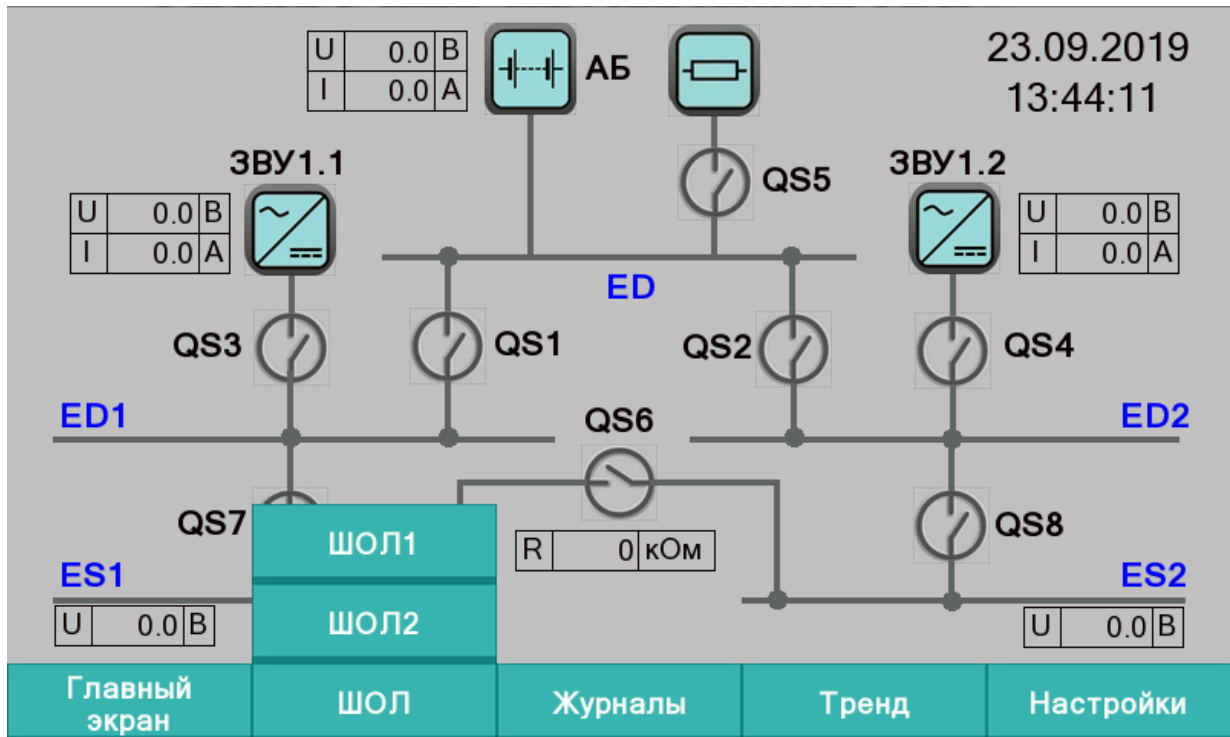 U 0.0 В
I 0.0 А
АБ
23.09.2019
13:44:11
ЗВУ1.1
U 0.0 В
I 0.0 А
QS5
ЗВУ1.2
U 0.0 В
I 0.0 А
ED
QS3
QS1
QS2
QS4
ED1
QS6
ED2
QS7
ШОЛ1
R 0 кОм
QS8
ES1
ES2
U 0.0 В
ШОЛ2
U 0.0 В
Главный
экран
ШОЛ
Журналы
Тренд
Настройки